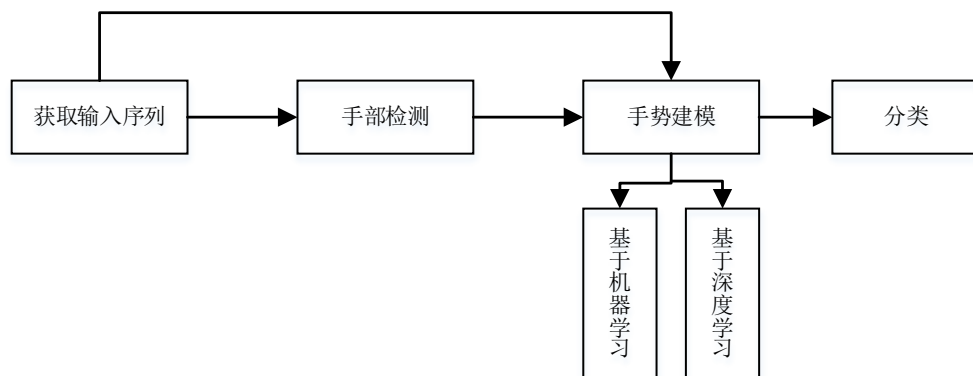 获取输入序列
手部检测
手势建模
分类
基于机器学习
基于深度学习